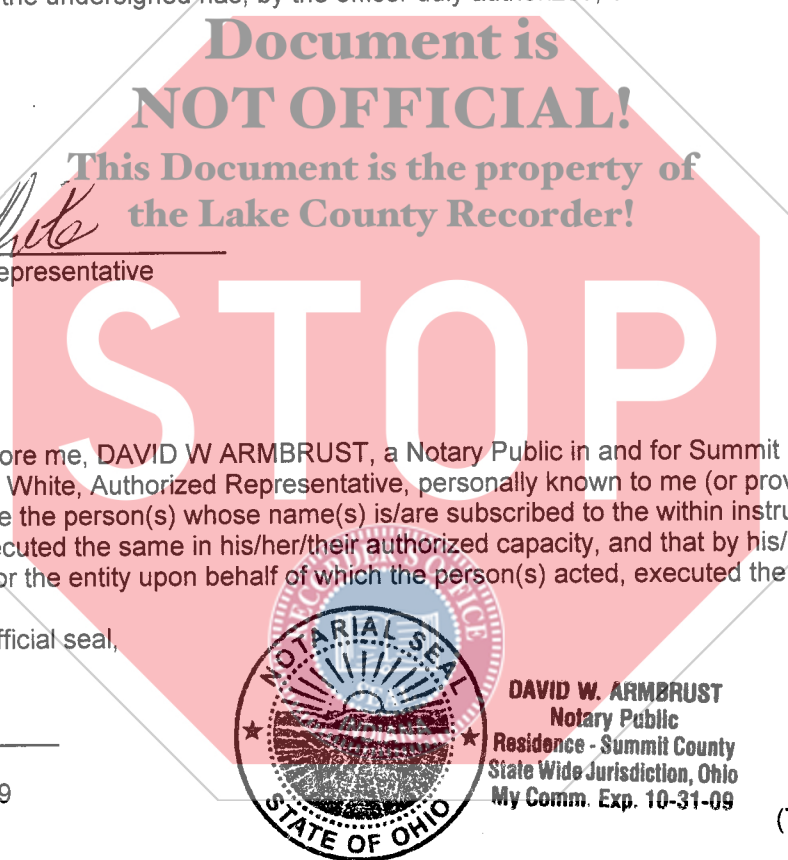 the undersigned has, by the officer duly authorized,
Document is
NOT OFFICIAL!
This Document is the property of
the Lake County Recorder!
epresentative
STOP
ore me, DAVID W ARMBRUST, a Notary Public in and for Summit
White, Authorized Representative, personally known to me (or prov
e the person(s) whose name(s) is/are subscribed to the within instru
ecuted the same in his/her/their authorized capacity, and that by his/
or the entity upon behalf of which the person(s) acted, executed the
fficial seal,
RECORDER'S OFFICE
SEAL
INDIANA
NOTARIAL SEAL
STATE OF OHIO
DAVID W. ARMBRUST
Notary Public
Residence - Summit County
State Wide Jurisdiction, Ohio
My Comm. Exp. 10-31-09
9
(T